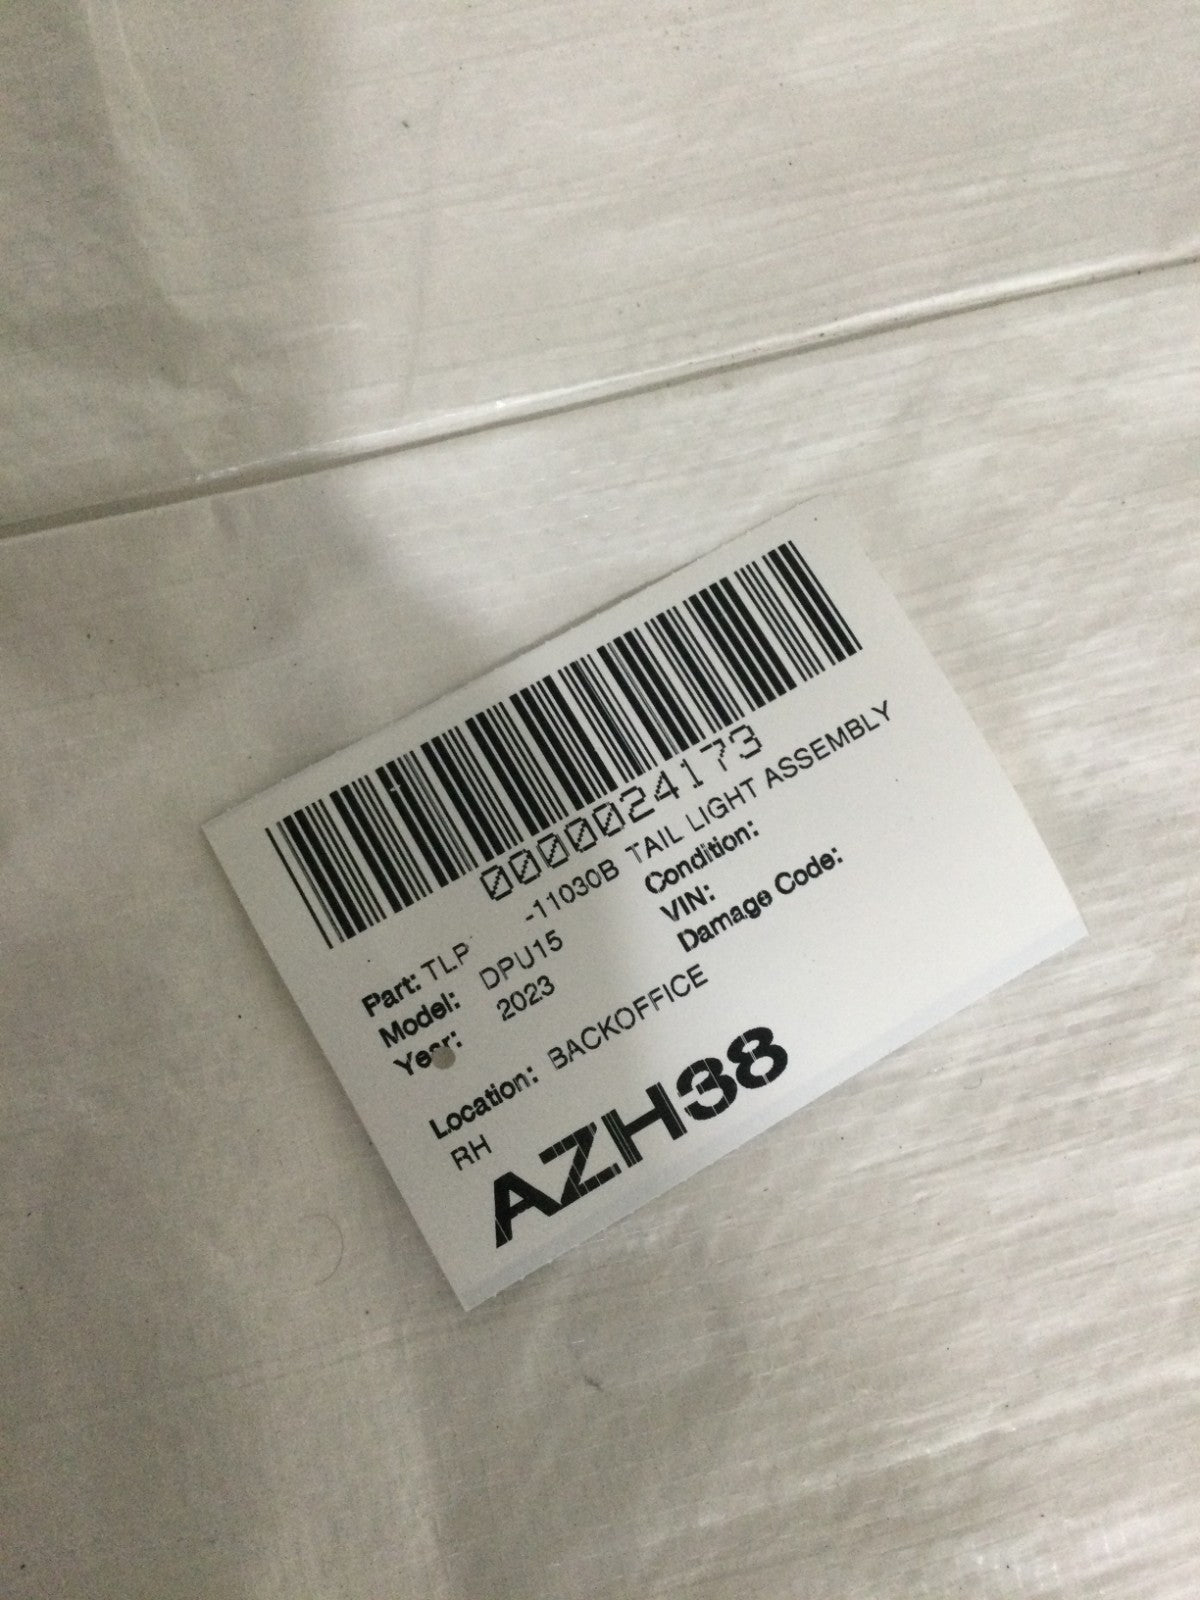 0000024173
Part: TLP -11030B TAIL LIGHT ASSEMBLY
Model: DPU15 Condition:
Year: 2023 VIN:
Damage Code:
Location: BACKOFFICE
RH
AZH38